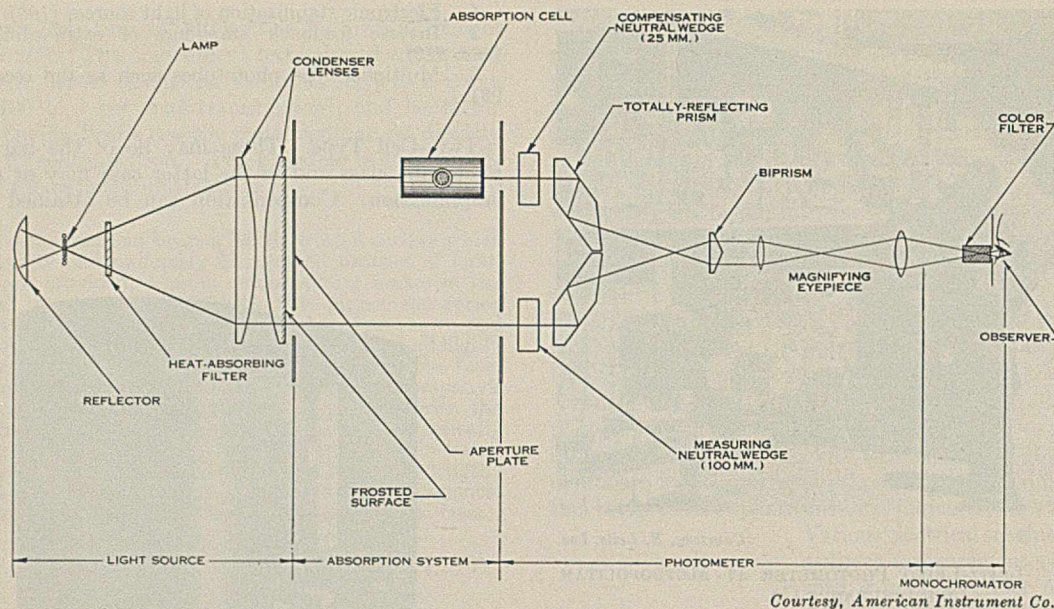 ABSORPTION CELL
COMPENSATING
NEUTRAL WEDGE
(25 MM.)
LAMP
CONDENSER
LENSES
TOTALLY-REFLECTING
PRISM
COLOR
FILTER
BIPRISM
MAGNIFYING
EYEPIECE
OBSERVER
HEAT-ABSORBING
FILTER
REFLECTOR
APERTURE
PLATE
MEASURING
NEUTRAL WEDGE
(100 MM.)
FROSTED
SURFACE
LIGHT SOURCE
ABSORPTION SYSTEM
PHOTOMETER
MONOCHROMATOR
Courtesy, American Instrument Co.